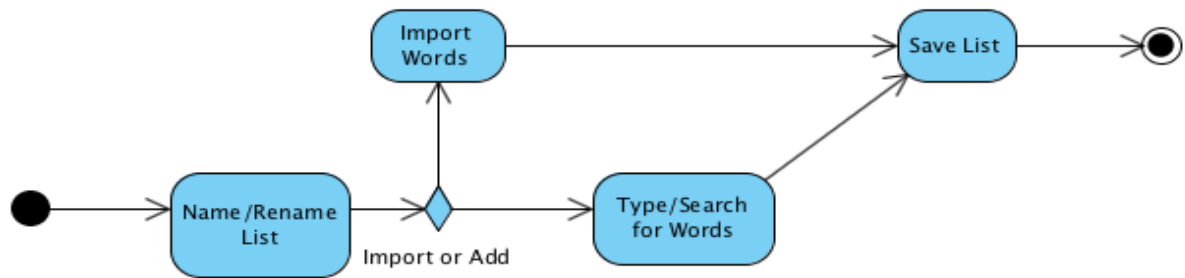 Import
Words
Save List
Name/Rename
List
Import or Add
Type/Search
for Words